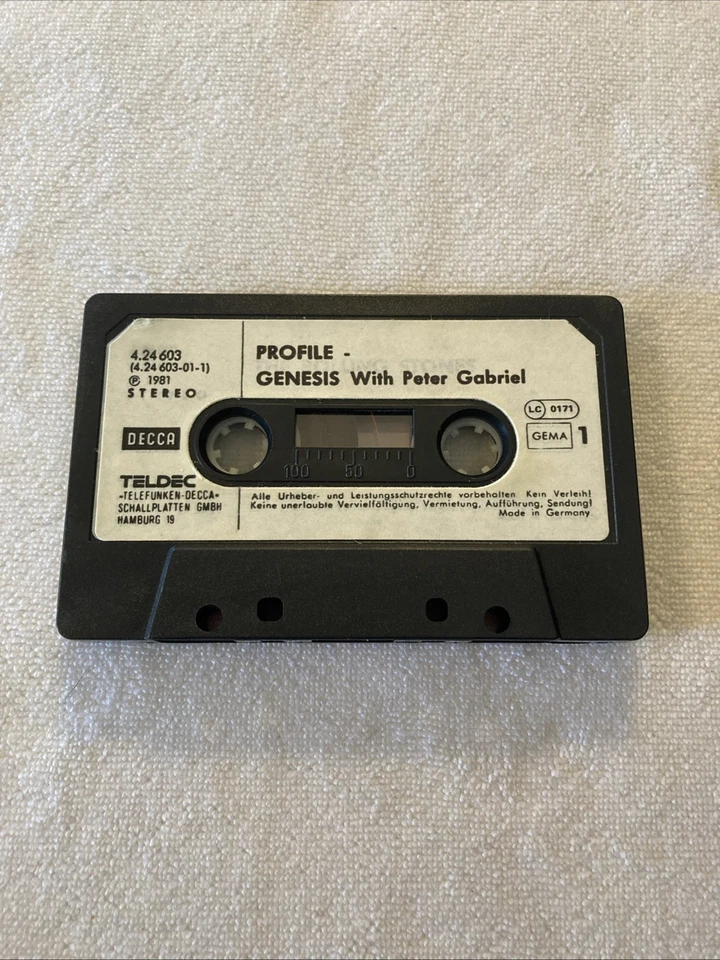 4.24 603
(4.24 603-01-1)
Ⓟ 1981
STEREO
DECCA
TELDEC
»TELEFUNKEN-DECCA«
SCHALLPLATTEN GMBH
HAMBURG 19
PROFILE -
GENESIS With Peter Gabriel
LC 0171
GEMA 1
100 50 0
Alle Urheber- und Leistungsschutzrechte vorbehalten Kein Verleih!
Keine unerlaubte Vervielfältigung, Vermietung, Aufführung, Sendung!
Made in Germany